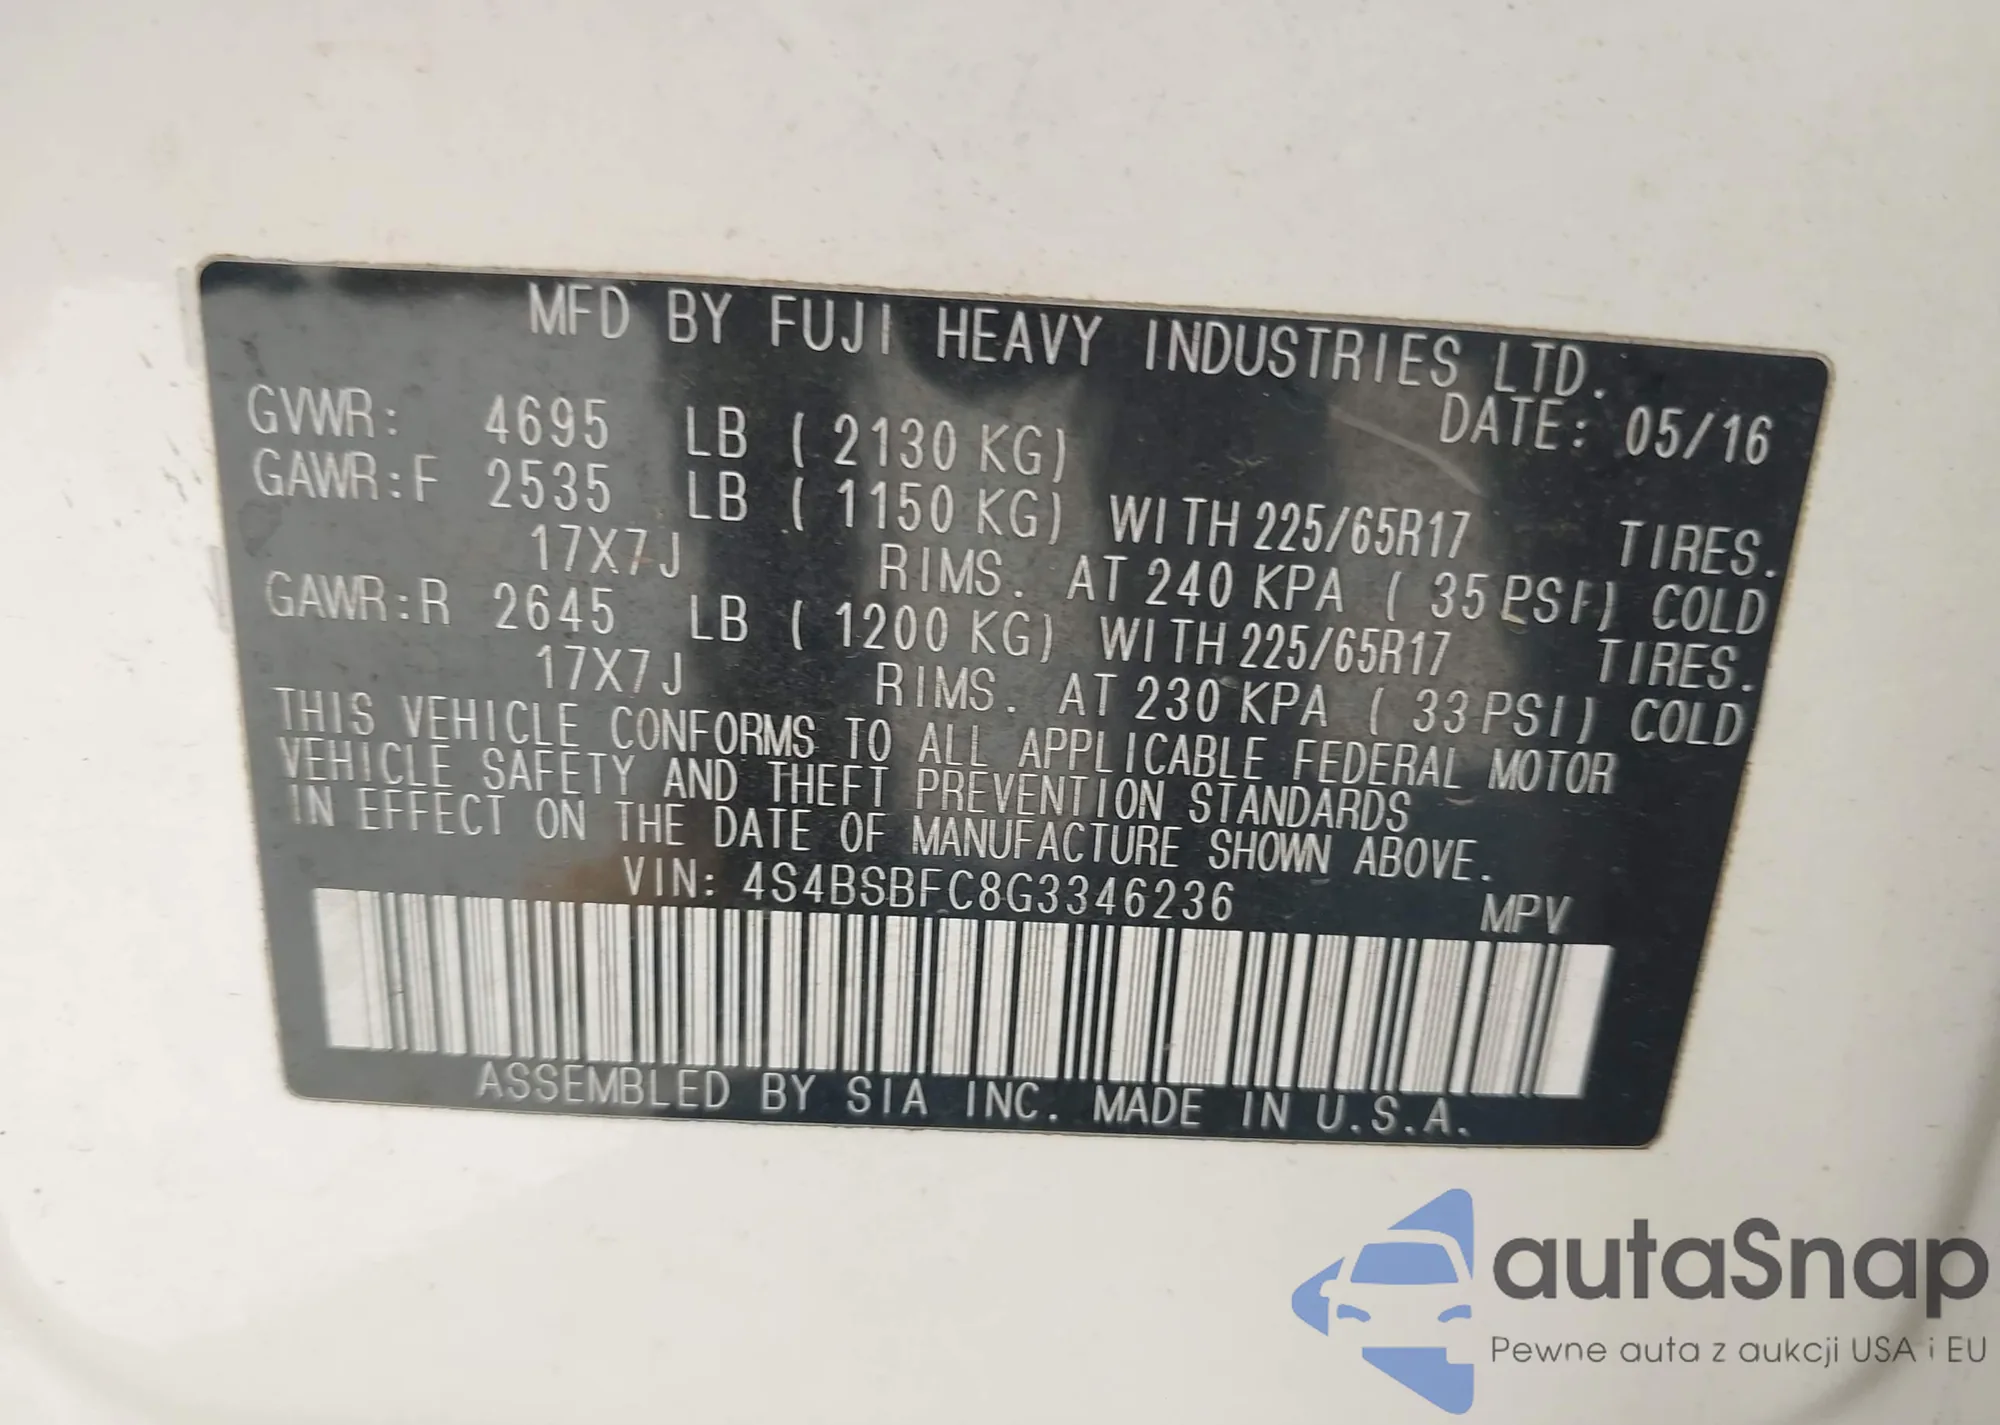 MFD BY FUJI HEAVY INDUSTRIES LTD.
DATE: 05/16
GVWR: 4695 LB ( 2130 KG)
GAWR:F 2535 LB ( 1150 KG) WITH 225/65R17 TIRES.
17X7J RIMS. AT 240 KPA ( 35 PSI) COLD
GAWR:R 2645 LB ( 1200 KG) WITH 225/65R17 TIRES.
17X7J RIMS. AT 230 KPA ( 33 PSI) COLD
THIS VEHICLE CONFORMS TO ALL APPLICABLE FEDERAL MOTOR
VEHICLE SAFETY AND THEFT PREVENTION STANDARDS
IN EFFECT ON THE DATE OF MANUFACTURE SHOWN ABOVE.
VIN: 4S4BSBFC8G3346236 MPV
ASSEMBLED BY SIA INC. MADE IN U.S.A.
autaSnap
Pewne auta z aukcji USA i EU